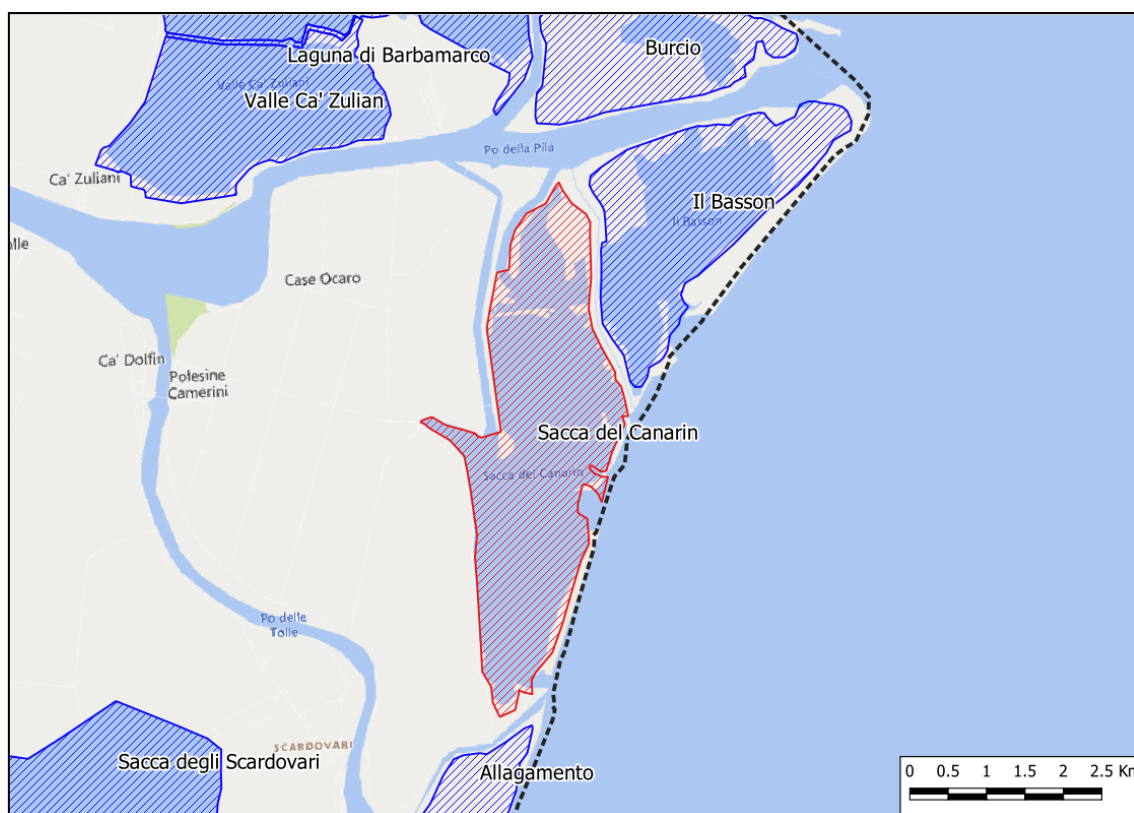 Laguna di Barbamarco
Burcio
Valle Ca' Zuliani
Valle Ca' Zulian
Po della Pila
Ca' Zuliani
Il Basson
Il Basson
olle
Case Ocaro
Ca' Dolfin
Polesine
Camerini
Sacca del Canarin
Sacca del Canarin
Po delle
Tolle
SCARDOVARI
Sacca degli Scardovari
Allagamento
0 0.5 1 1.5 2 2.5 Km